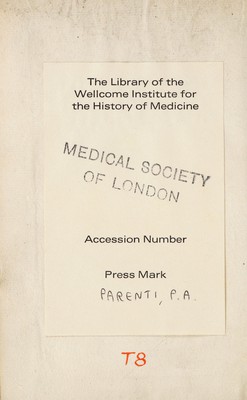 The Library of the
Wellcome Institute for
the History of Medicine
MEDICAL SOCIETY
OF LONDON
Accession Number
Press Mark
PARENTI, P.A.
T8